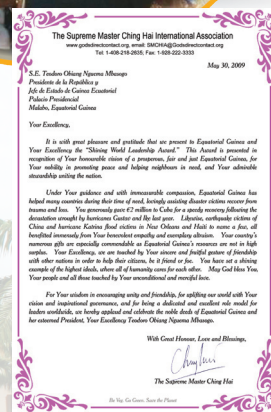 The Supreme Master Ching Hai International Association
www.godsdirectcontact.org, email: SMCHIA@Godsdirectcontact.org
Tel: 1-408-218-2635; Fax: 1-928-222-3333
May 30, 2009
S.E. Teodoro Obiang Nguema Mbasogo
Presidente de la República y
Jefe de Estado de Guinea Ecuatorial
Palacio Presidencial
Malabo, Equatorial Guinea
Your Excellency,
It is with great pleasure and gratitude that we present to Equatorial Guinea and
Your Excellency the "Shining World Leadership Award." This Award is presented in
recognition of Your honourable vision of a prosperous, fair and just Equatorial Guinea, for
Your nobility in promoting peace and helping neighbours in need, and Your admirable
stewardship uniting the nation.
Under Your guidance and with immeasurable compassion, Equatorial Guinea has
helped many countries during their time of need, lovingly assisting disaster victims recover from
trauma and loss. You generously gave €2 million to Cuba for a speedy recovery following the
devastation wrought by hurricanes Gustav and Ike last year. Likewise, earthquake victims of
China and hurricane Katrina flood victims in New Orleans and Haiti to name a few, all
benefitted immensely from Your benevolent empathy and exemplary altruism. Your country's
numerous gifts are especially commendable as Equatorial Guinea's resources are not in high
surplus. Your Excellency, we are touched by Your sincere and fruitful gesture of friendship
with other nations in order to help their citizens, be it friend or foe. You have set a shining
example of the highest ideals, where all of humanity cares for each other. May God bless You,
Your people and all those touched by Your unconditional and merciful love.
For Your wisdom in encouraging unity and friendship, for uplifting our world with Your
vision and inspirational governance, and for being a dedicated and excellent role model for
leaders worldwide, we hereby applaud and celebrate the noble deeds of Equatorial Guinea and
her esteemed President, Your Excellency Teodoro Obiang Nguema Mbasogo.
With Great Honour, Love and Blessings,
The Supreme Master Ching Hai
Be Veg, Go Green, Save the Planet